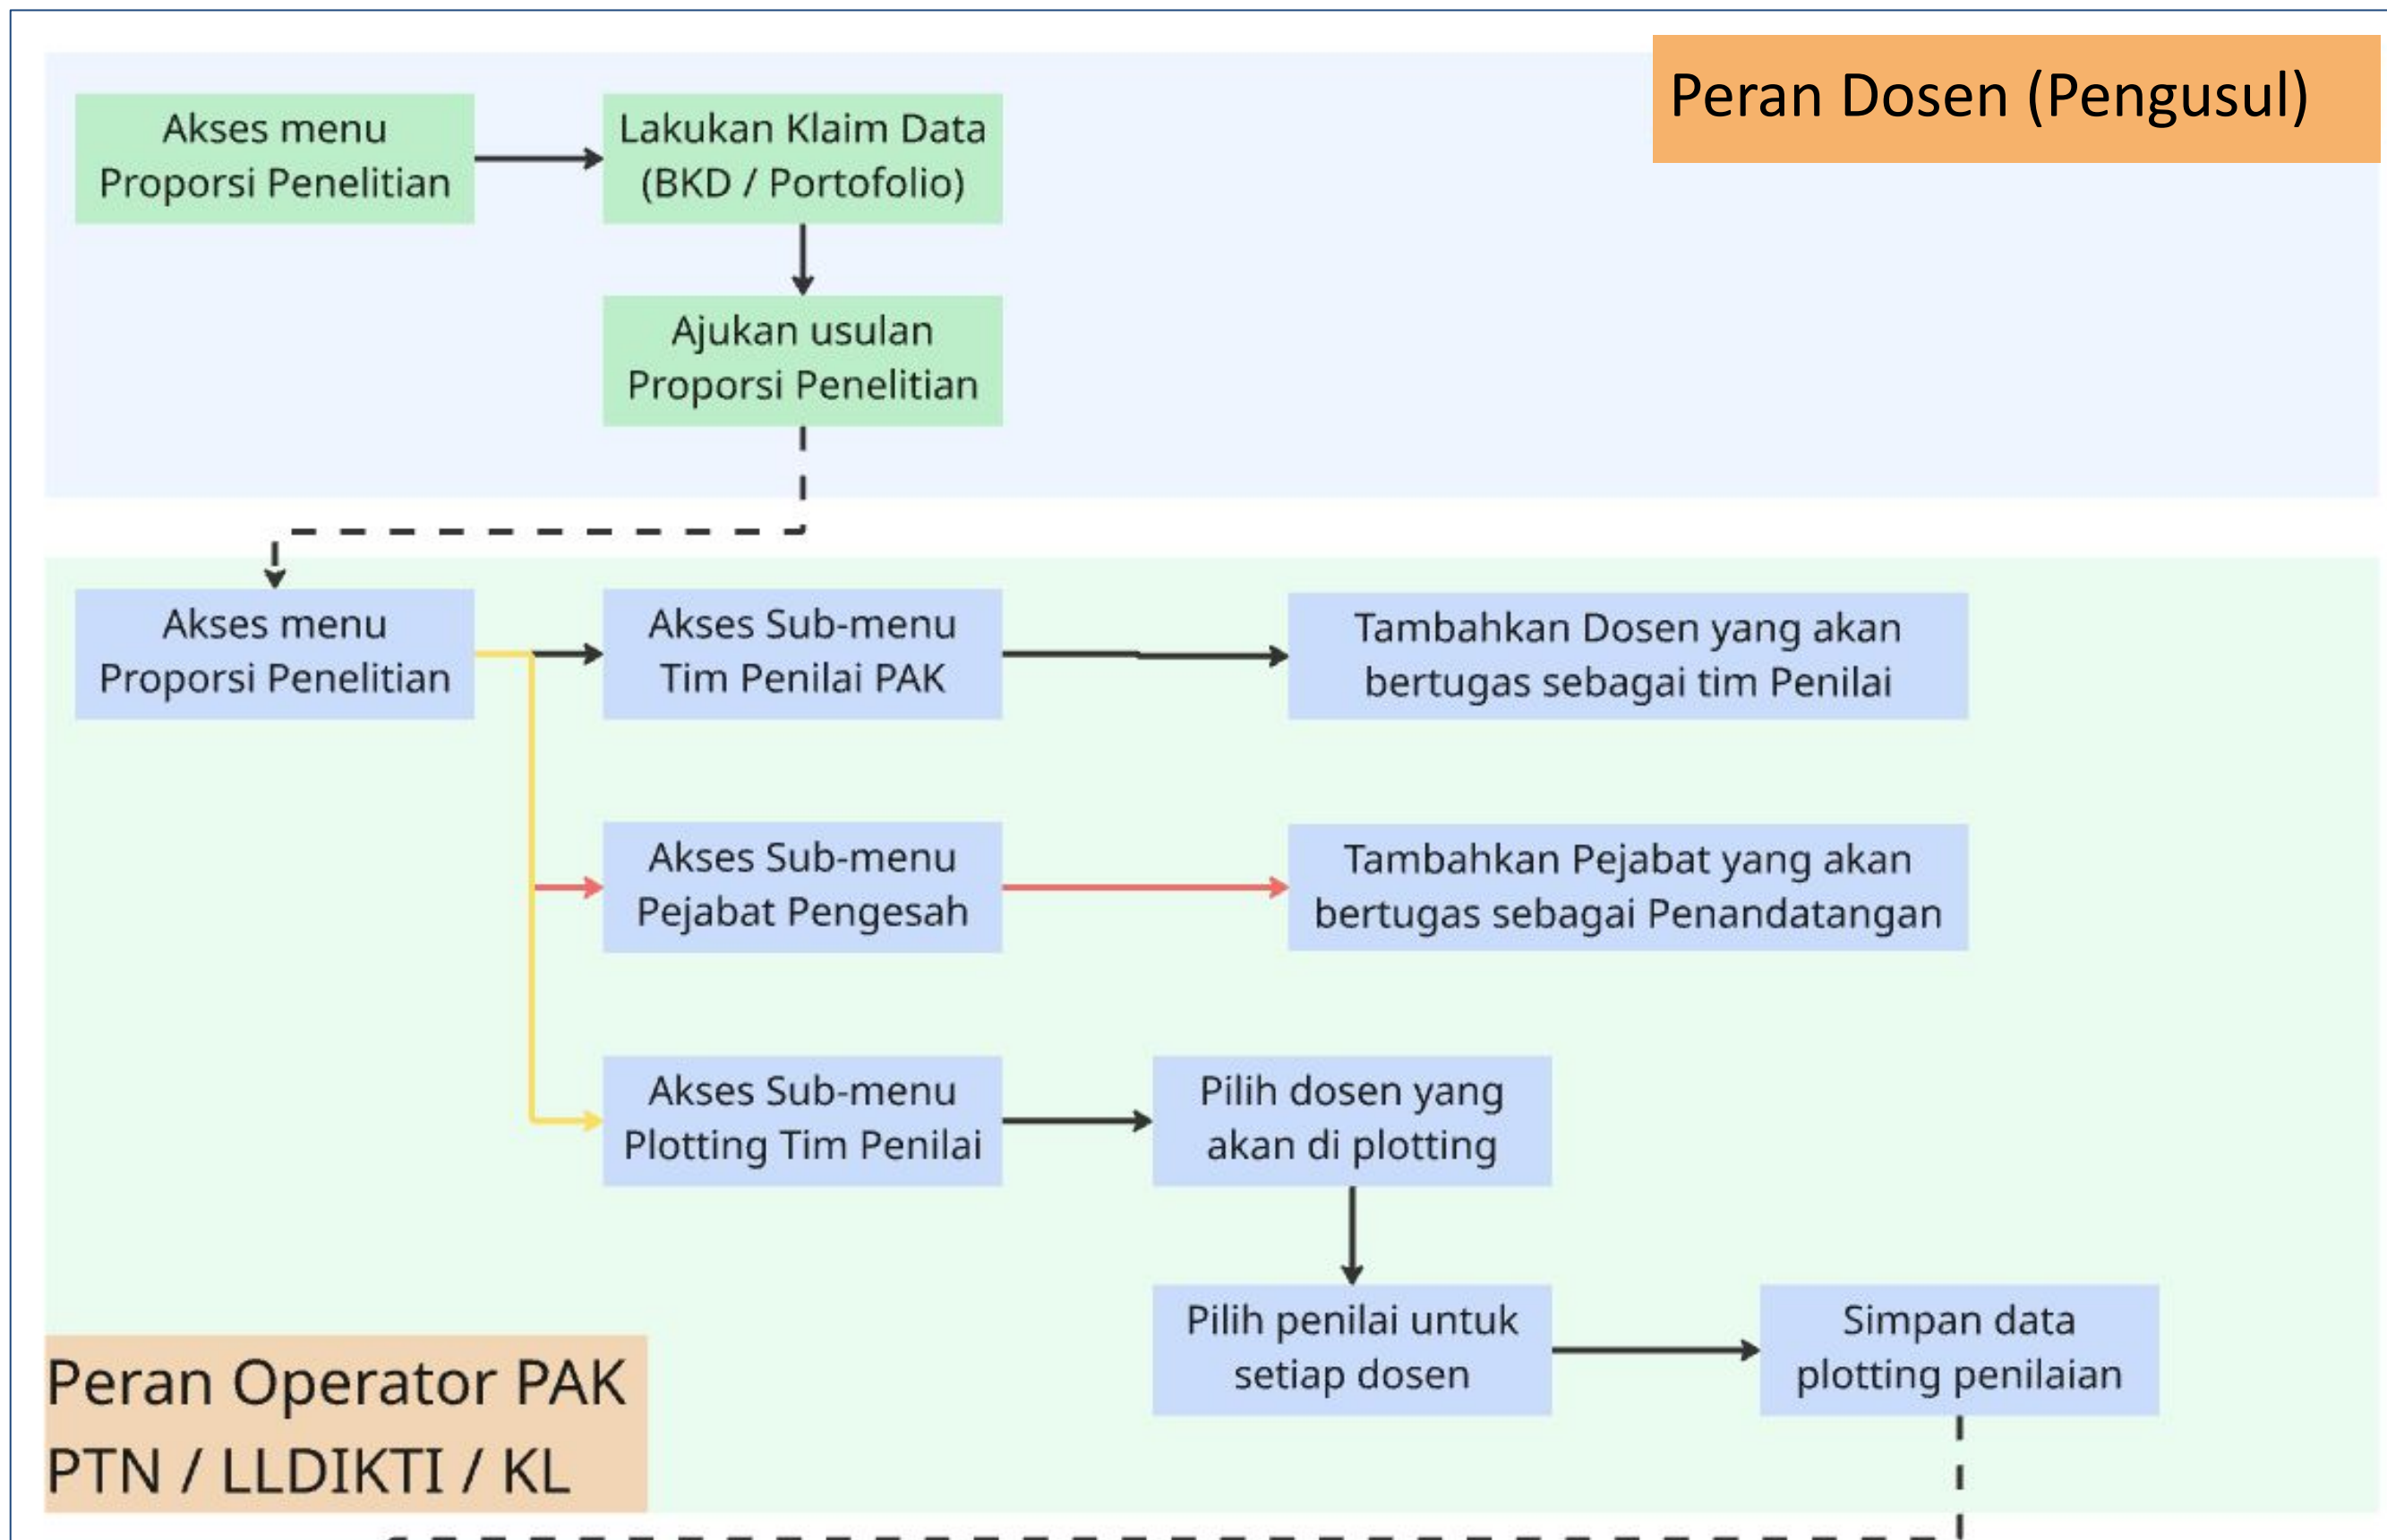 Peran Dosen (Pengusul)
Akses menu
Proporsi Penelitian
Lakukan Klaim Data
(BKD / Portofolio)
Ajukan usulan
Proporsi Penelitian
Akses menu
Proporsi Penelitian
Akses Sub-menu
Tim Penilai PAK
Tambahkan Dosen yang akan
bertugas sebagai tim Penilai
Akses Sub-menu
Pejabat Pengesah
Tambahkan Pejabat yang akan
bertugas sebagai Penandatangan
Akses Sub-menu
Plotting Tim Penilai
Pilih dosen yang
akan di plotting
Pilih penilai untuk
setiap dosen
Simpan data
plotting penilaian
Peran Operator PAK
PTN / LLDIKTI / KL